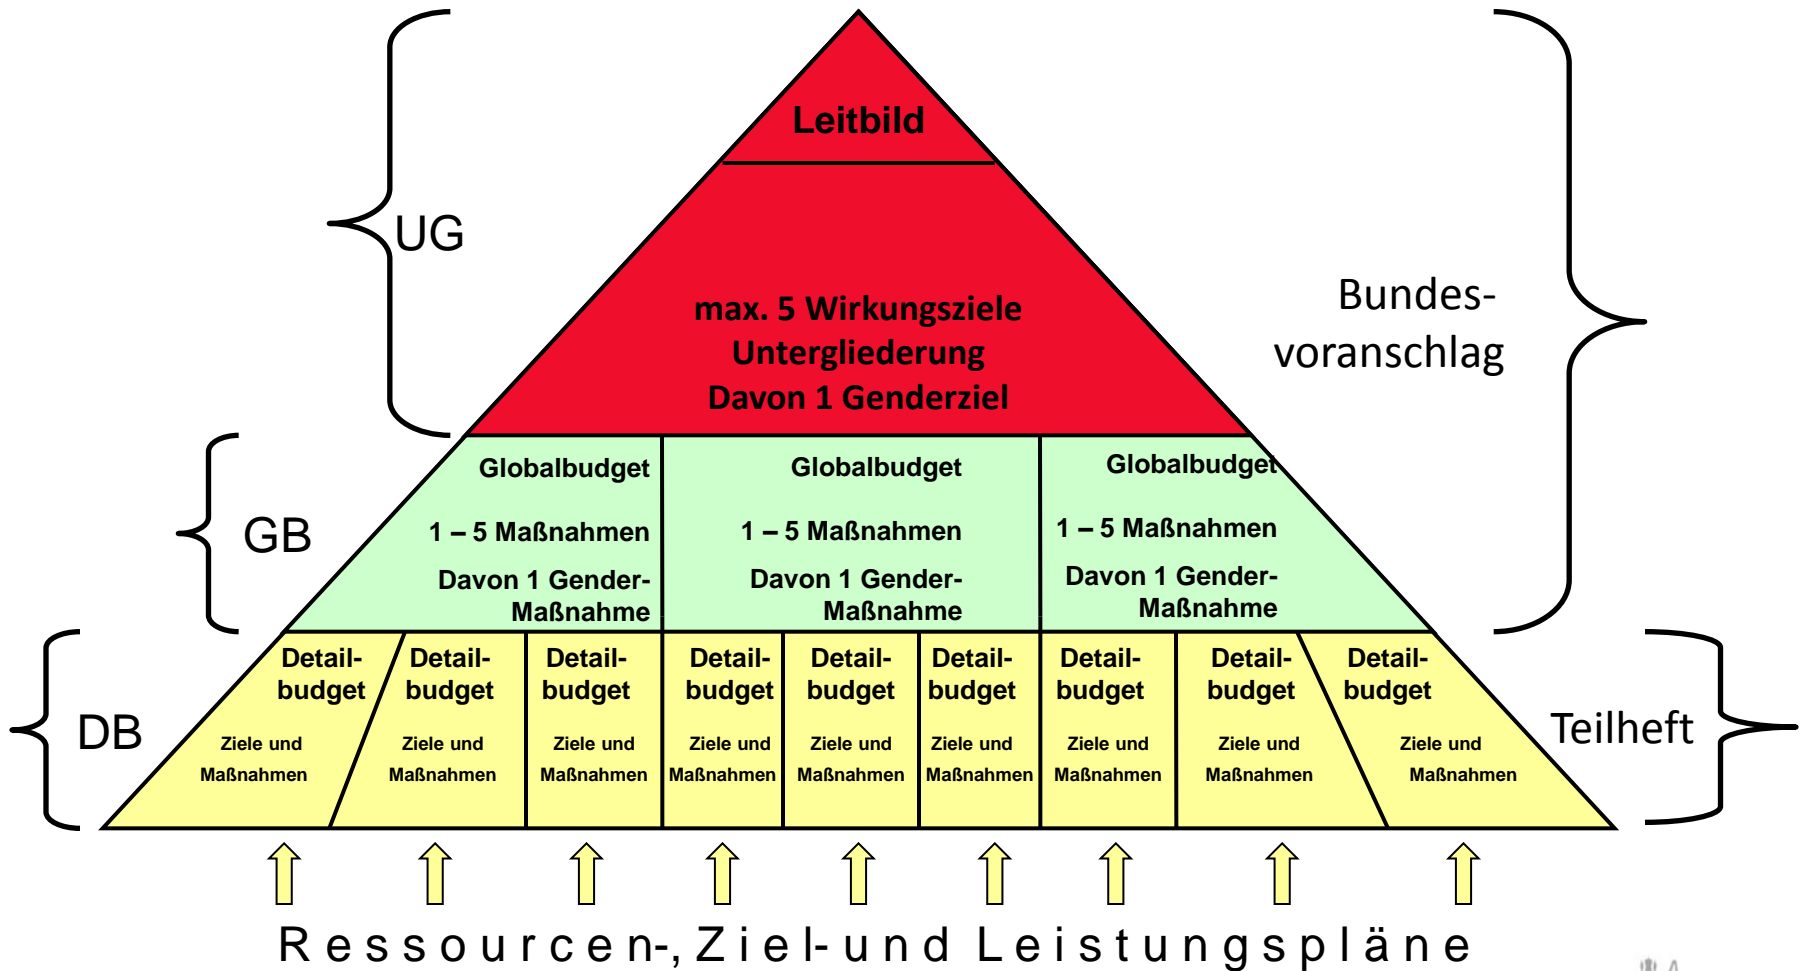 Leitbild
UG
max. 5 Wirkungsziele
Untergliederung
Davon 1 Genderziel
Bundes-
voranschlag
GB
Globalbudget
1 – 5 Maßnahmen
Davon 1 Gender-
Maßnahme
Globalbudget
1 – 5 Maßnahmen
Davon 1 Gender-
Maßnahme
Globalbudget
1 – 5 Maßnahmen
Davon 1 Gender-
Maßnahme
DB
Detail-
budget
Ziele und
Maßnahmen
Detail-
budget
Ziele und
Maßnahmen
Detail-
budget
Ziele und
Maßnahmen
Detail-
budget
Ziele und
Maßnahmen
Detail-
budget
Ziele und
Maßnahmen
Detail-
budget
Ziele und
Maßnahmen
Detail-
budget
Ziele und
Maßnahmen
Detail-
budget
Ziele und
Maßnahmen
Detail-
budget
Ziele und
Maßnahmen
Teilheft
Ressourcen-, Ziel- und Leistungspläne